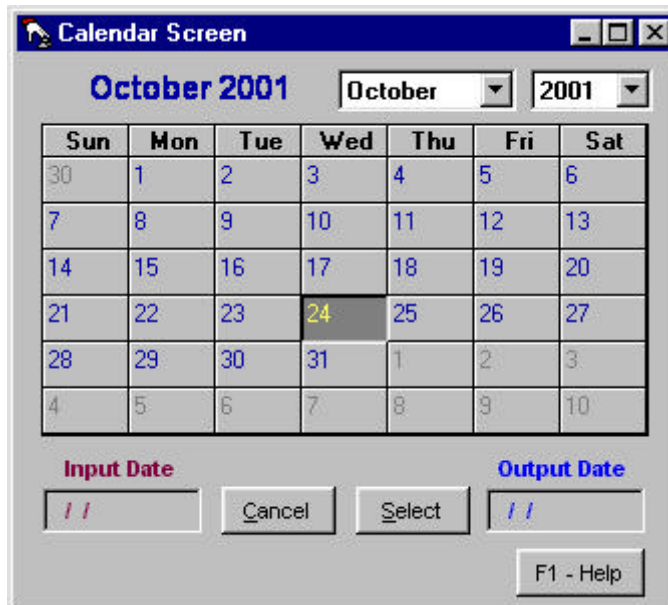 Calendar Screen
October 2001 October 2001
Sun Mon Tue Wed Thu Fri Sat
30 1 2 3 4 5 6
7 8 9 10 11 12 13
14 15 16 17 18 19 20
21 22 23 24 25 26 27
28 29 30 31 1 2 3
4 5 6 7 8 9 10
Input Date Output Date
/ / Cancel Select / /
F1 - Help